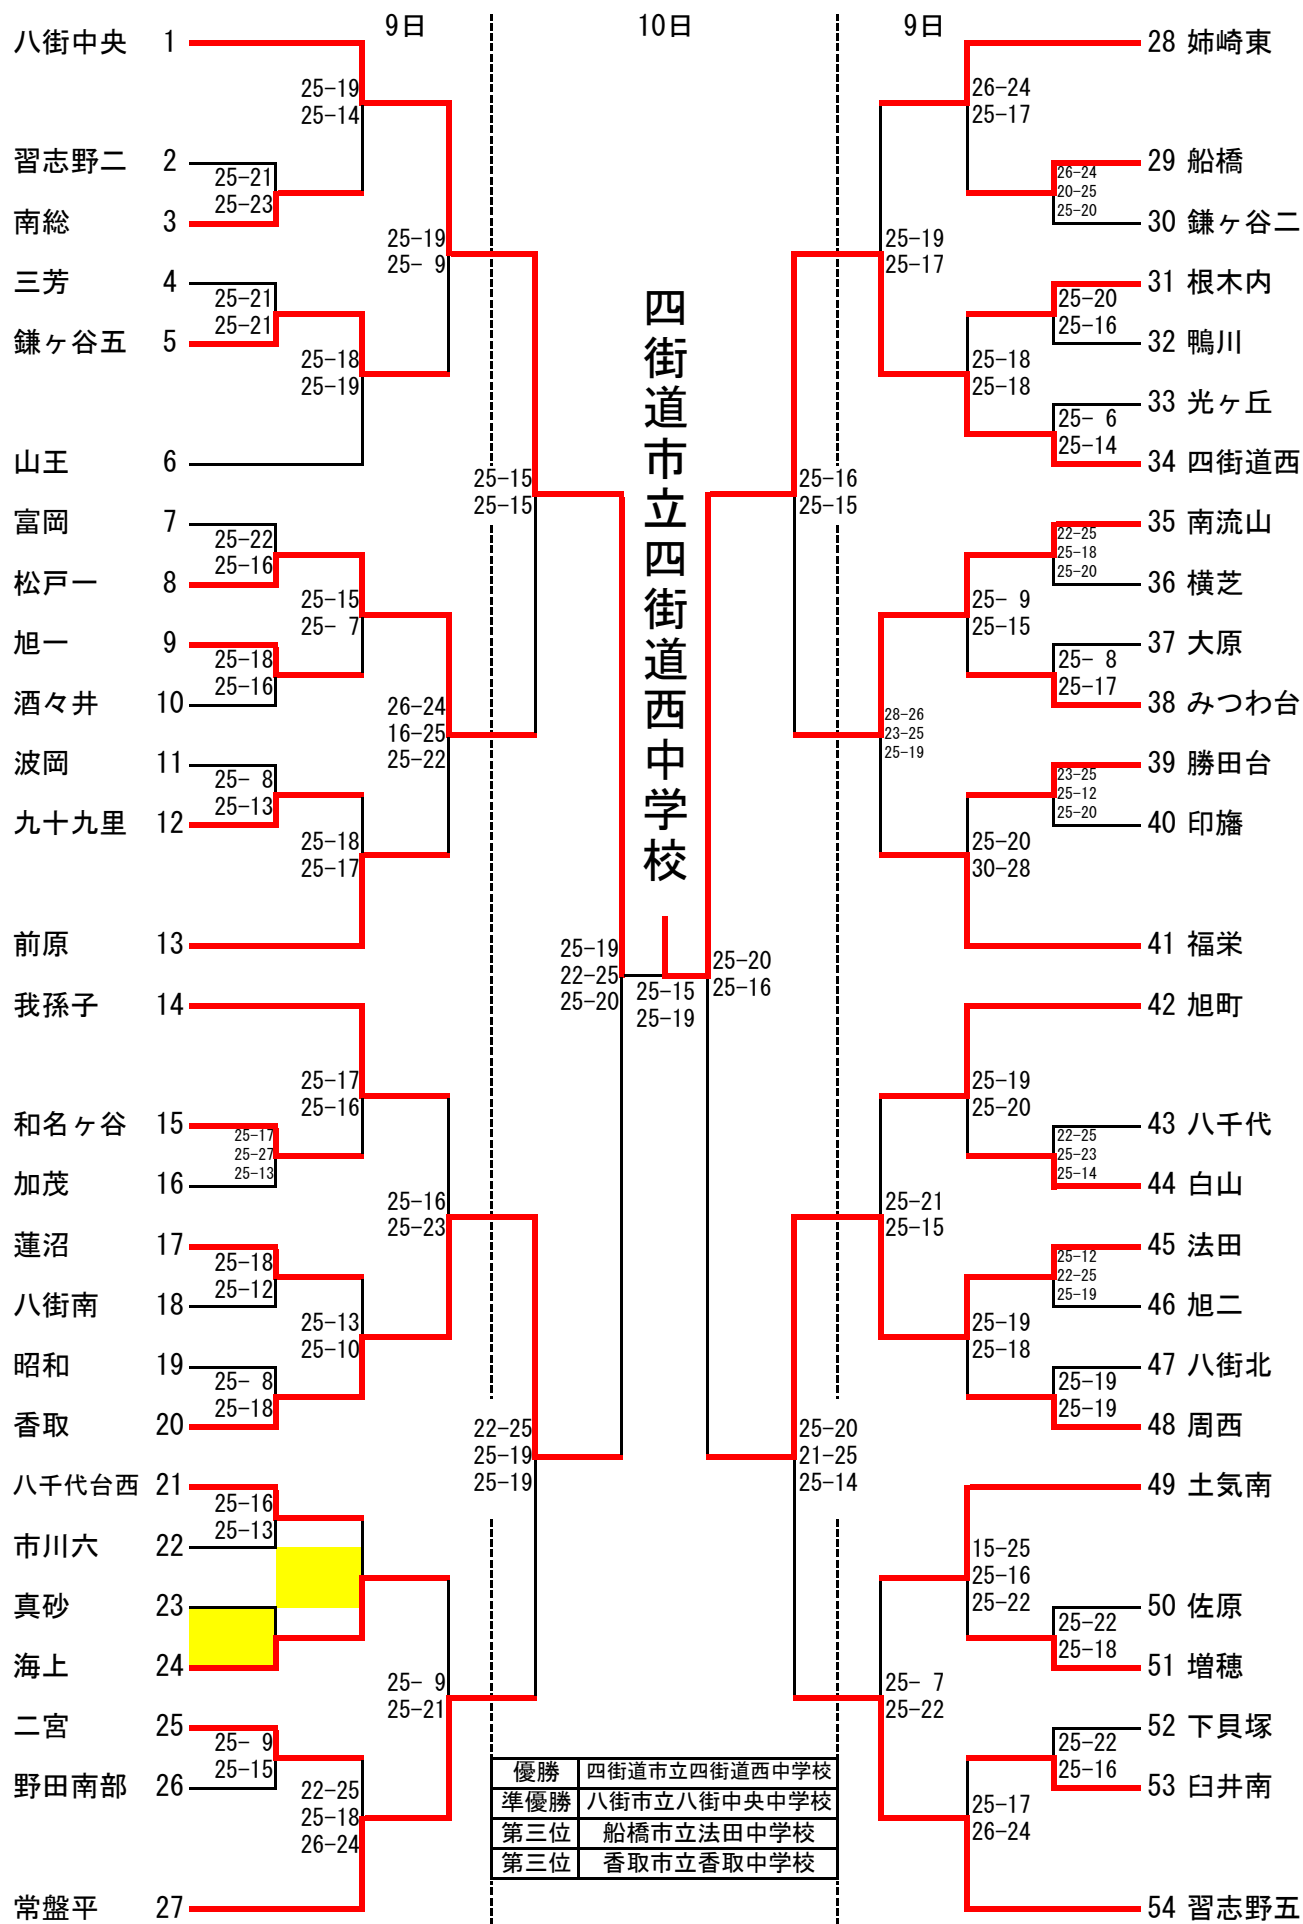 9日
10日
9日
八街中央 1
25-19
25-14
習志野二 2
25-21
25-23
南総 3
25-19
25- 9
三芳 4
25-21
25-21
鎌ヶ谷五 5
25-18
25-19
山王 6
25-15
25-15
富岡 7
25-22
25-16
松戸一 8
25-15
25- 7
旭一 9
25-18
25-16
酒々井 10
26-24
16-25
25-22
波岡 11
25- 8
25-13
九十九里 12
25-18
25-17
前原 13
我孫子 14
25-17
25-16
和名ヶ谷 15
25-17
25-27
25-13
加茂 16
25-16
25-23
蓮沼 17
25-18
25-12
八街南 18
25-13
25-10
昭和 19
25- 8
25-18
香取 20
22-25
25-19
25-19
八千代台西 21
25-16
25-13
市川六 22
真砂 23
海上 24
25- 9
25-21
二宮 25
25- 9
25-15
野田南部 26
22-25
25-18
26-24
常盤平 27
四街道市立四街道西中学校
25-19
22-25
25-20
25-15
25-19
25-20
25-16
28 姉崎東
26-24
25-17
29 船橋
26-24
20-25
25-20
30 鎌ヶ谷二
25-19
25-17
31 根木内
25-20
25-16
32 鴨川
25-18
25-18
33 光ヶ丘
25- 6
25-14
34 四街道西
25-16
25-15
35 南流山
22-25
25-18
25-20
36 横芝
25- 9
25-15
37 大原
25- 8
25-17
38 みつわ台
28-26
23-25
25-19
39 勝田台
23-25
25-12
25-20
40 印旛
25-20
30-28
41 福栄
42 旭町
25-19
25-20
43 八千代
22-25
25-23
25-14
44 白山
25-21
25-15
45 法田
25-12
22-25
25-19
46 旭二
25-19
25-18
47 八街北
25-19
25-19
48 周西
25-20
21-25
25-14
49 土気南
15-25
25-16
25-22
50 佐原
25-22
25-18
51 増穂
25- 7
25-22
52 下貝塚
25-22
25-16
53 臼井南
25-17
26-24
54 習志野五
優勝 四街道市立四街道西中学校
準優勝 八街市立八街中央中学校
第三位 船橋市立法田中学校
第三位 香取市立香取中学校